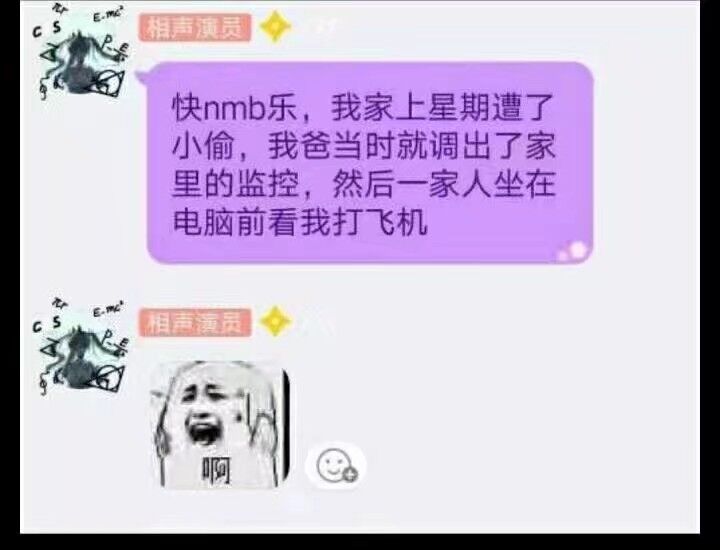 相声演员
快nmb乐，我家上星期遭了
小偷，我爸当时就调出了家
里的监控，然后一家人坐在
电脑前看我打飞机
相声演员
啊